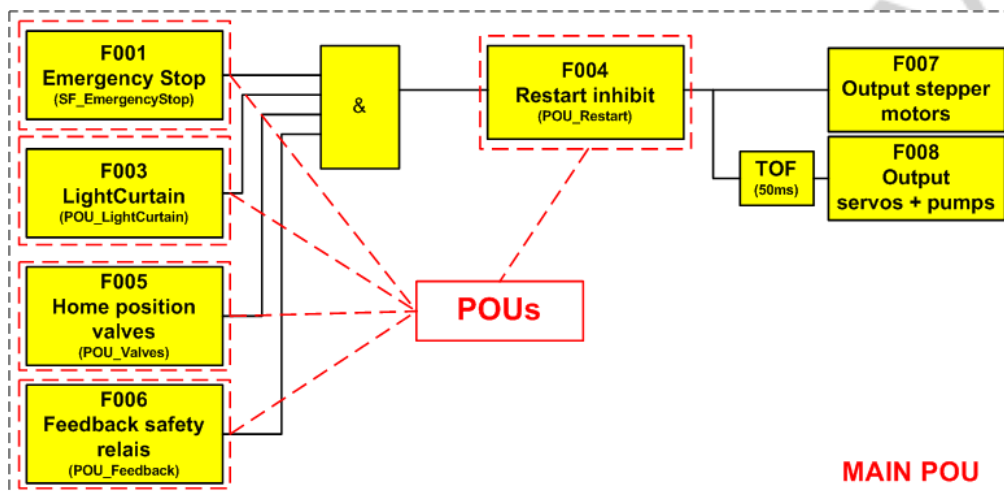 F001
Emergency Stop
(SF_EmergencyStop)
&
F004
Restart inhibit
(POU_Restart)
F007
Output stepper
motors
F003
LightCurtain
(POU_LightCurtain)
TOF
(50ms)
F008
Output
servos + pumps
F005
Home position
valves
(POU_Valves)
POUs
F006
Feedback safety
relais
(POU_Feedback)
MAIN POU